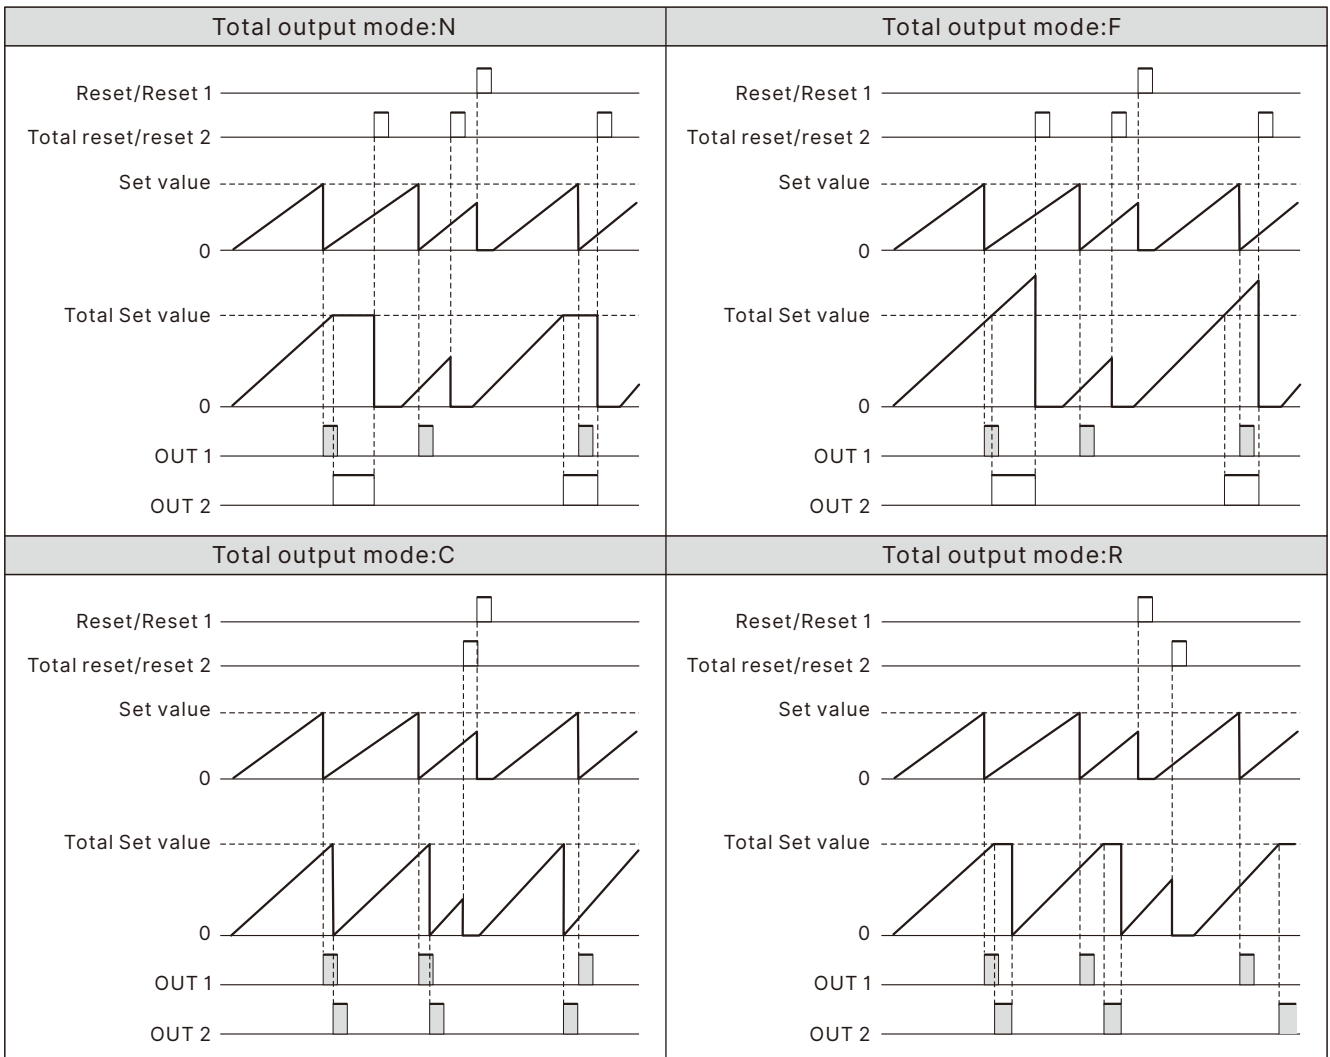 Total output mode:N
Reset/Reset 1
Total reset/reset 2
Set value
0
Total Set value
0
OUT 1
OUT 2
Total output mode:F
Reset/Reset 1
Total reset/reset 2
Set value
0
Total Set value
0
OUT 1
OUT 2
Total output mode:C
Reset/Reset 1
Total reset/reset 2
Set value
0
Total Set value
0
OUT 1
OUT 2
Total output mode:R
Reset/Reset 1
Total reset/reset 2
Set value
0
Total Set value
0
OUT 1
OUT 2